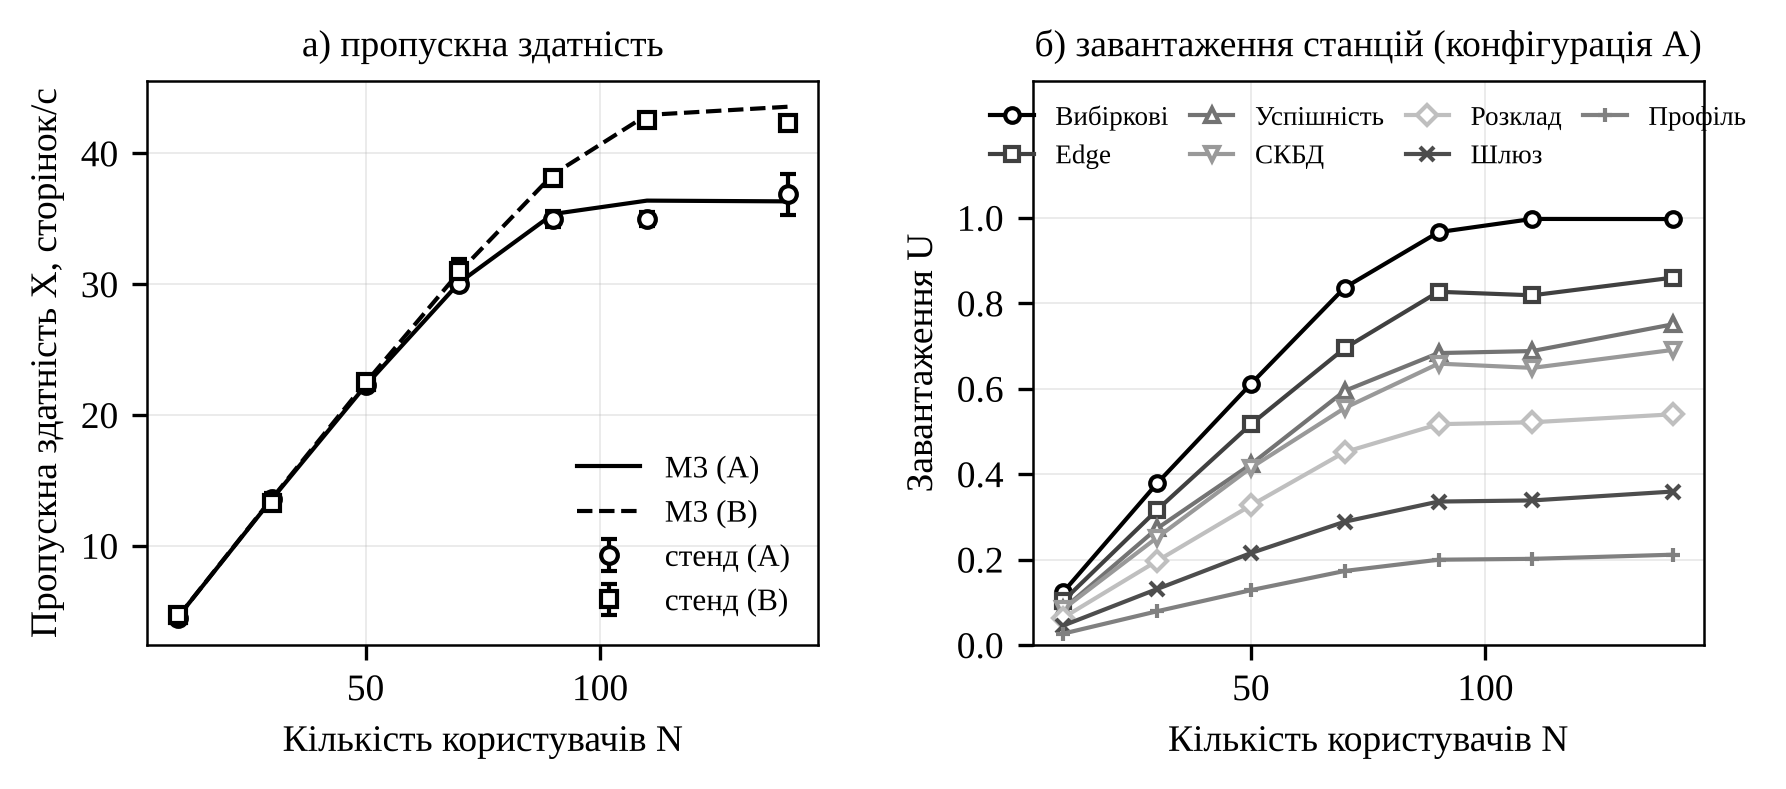 а) пропускна здатність
Пропускна здатність X, сторінок/с
40
30
20
10
МЗ (А)
МЗ (В)
стенд (А)
стенд (В)
50 100
Кількість користувачів N
б) завантаження станцій (конфігурація А)
Вибіркові Успішність Розклад Профіль
Edge СКБД Шлюз
Завантаження U
1.0
0.8
0.6
0.4
0.2
0.0
50 100
Кількість користувачів N